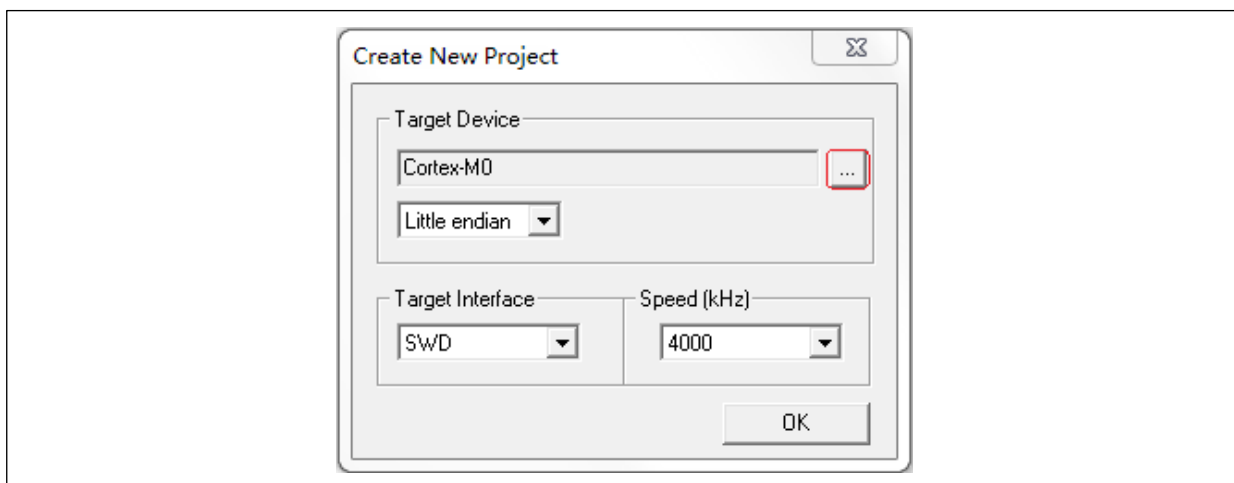 Create New Project
Target Device
Cortex-M0
...
Little endian
Target Interface
Speed (kHz)
SWD
4000
OK